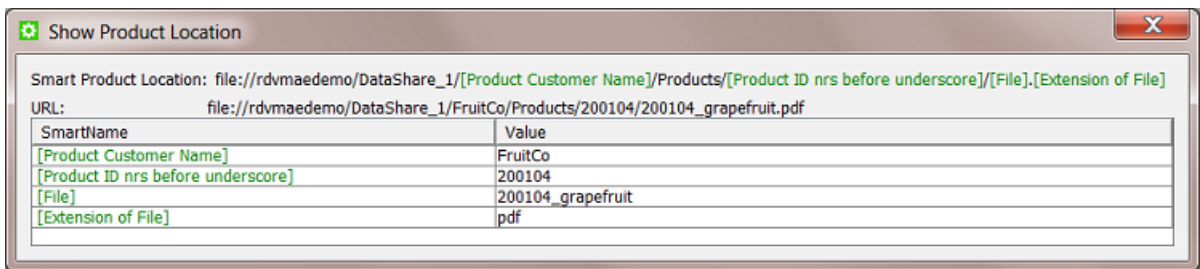 Show Product Location
Smart Product Location: file://rdvmaedemo/DataShare_1/[Product Customer Name]/Products/[Product ID nrs before underscore]/[File].[Extension of File]
URL: file://rdvmaedemo/DataShare_1/FruitCo/Products/200104/200104_grapefruit.pdf
SmartName Value
[Product Customer Name] FruitCo
[Product ID nrs before underscore] 200104
[File] 200104_grapefruit
[Extension of File] pdf